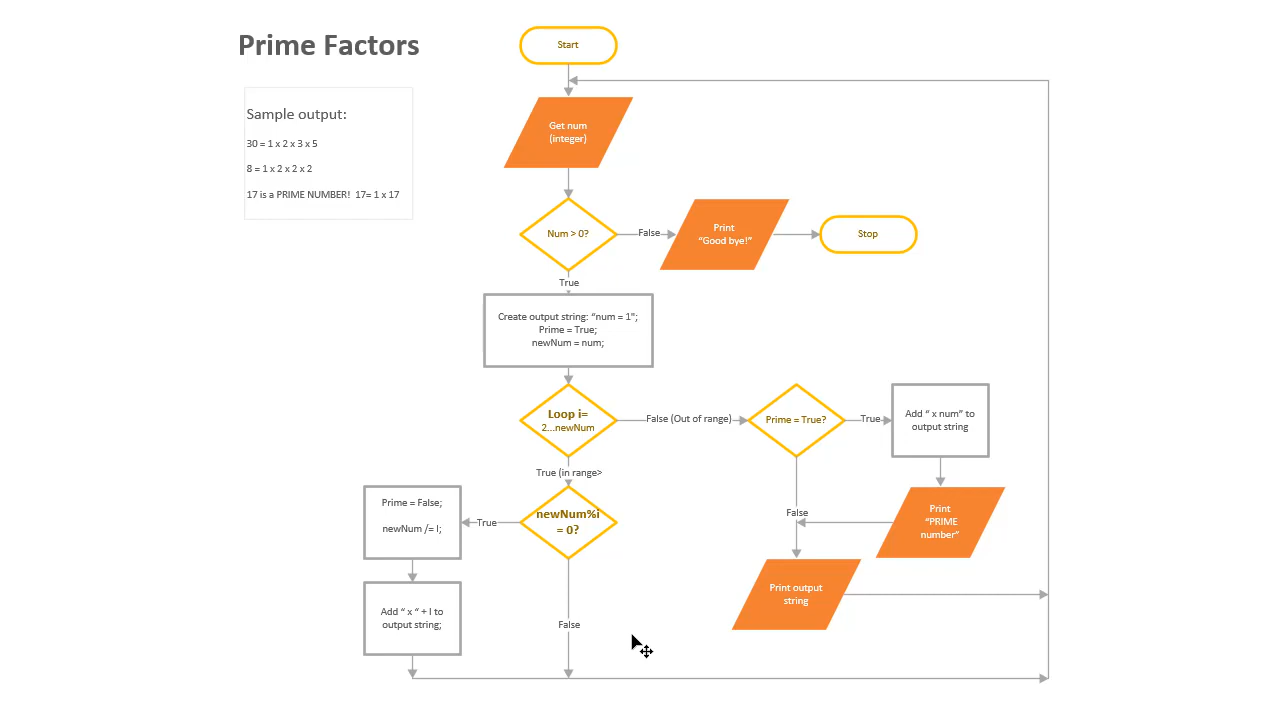 Prime Factors
Sample output:
30 = 1 x 2 x 3 x 5
8 = 1 x 2 x 2 x 2
17 is a PRIME NUMBER!  17= 1 x 17
Start
Get num
(integer)
Num > 0?
False
Print
“Good bye!”
Stop
True
Create output string: “num = 1";
Prime = True;
newNum = num;
Loop i=
2...newNum
False (Out of range)
Prime = True?
True
Add “ x num” to
output string
True (in range>
newNum%i
= 0?
True
Prime = False;
newNum /= I;
Add “ x “ + I to
output string;
False
False
Print
“PRIME
number”
Print output
string